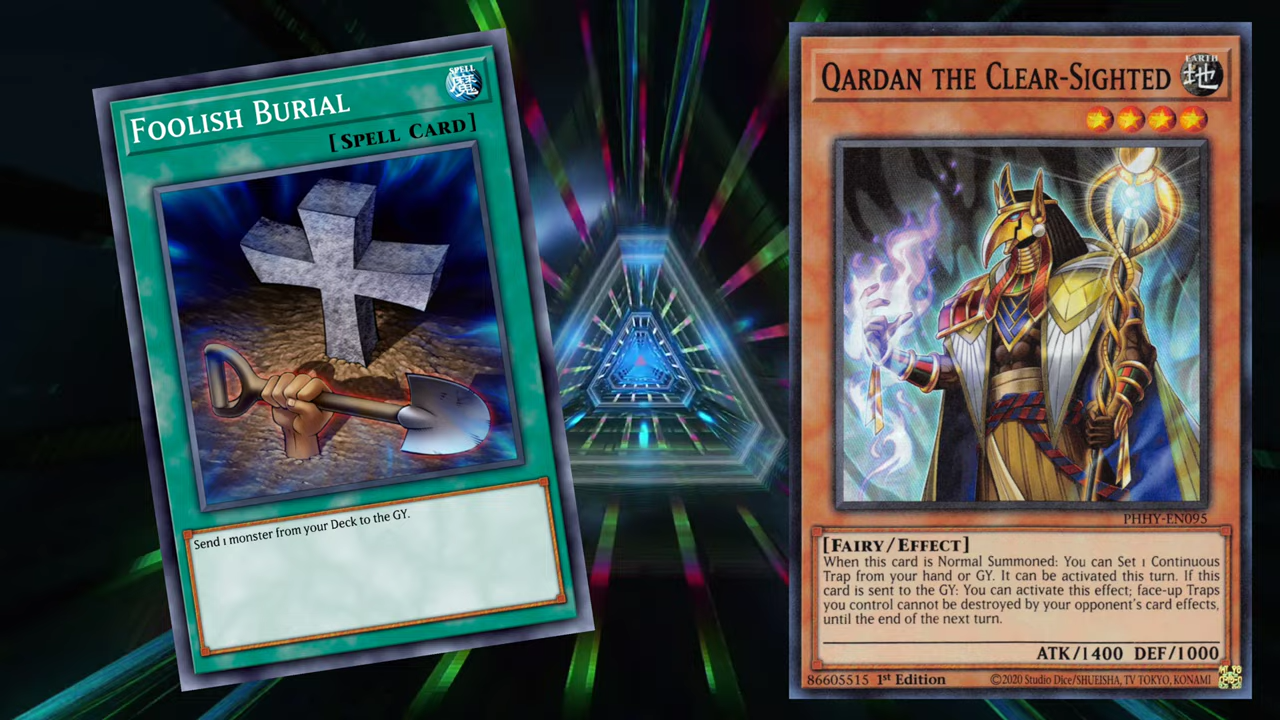 FOOLISH BURIAL
SPELL
魔
[SPELL CARD]
Send 1 monster from your Deck to the GY.
QARDAN THE CLEAR-SIGHTED
EARTH
地
PHHY-EN095
[FAIRY/EFFECT]
When this card is Normal Summoned: You can Set 1 Continuous
Trap from your hand or GY. It can be activated this turn. If this
card is sent to the GY: You can activate this effect; face-up Traps
you control cannot be destroyed by your opponent's card effects,
until the end of the next turn.
ATK/1400 DEF/1000
86605515 1st Edition ©2020 Studio Dice/SHUEISHA, TV TOKYO, KONAMI